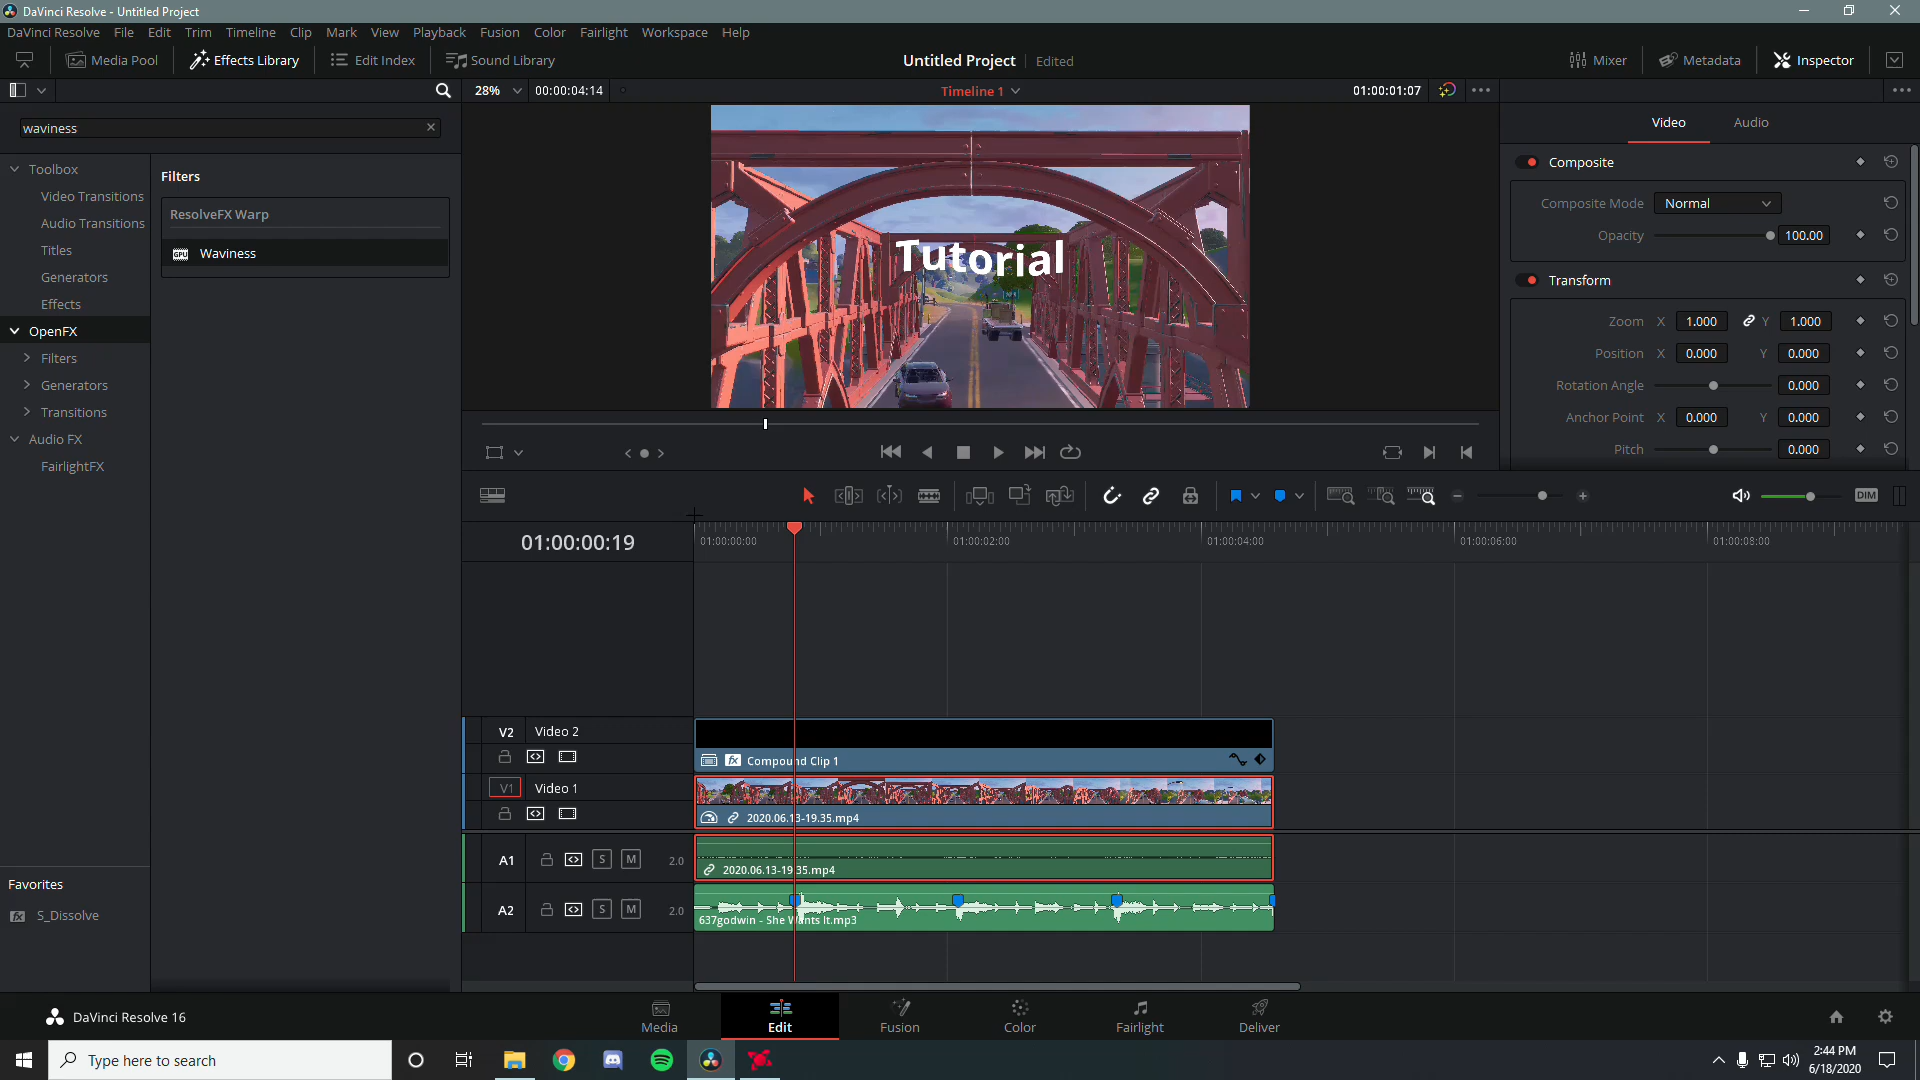 DaVinci Resolve - Untitled Project
DaVinci Resolve File Edit Trim Timeline Clip Mark View Playback Fusion Color Fairlight Workspace Help
Media Pool Effects Library Edit Index Sound Library Untitled Project Edited Mixer Metadata Inspector
28% 00:00:04:14 Timeline 1 01:00:01:07
waviness
Toolbox
Video Transitions
Audio Transitions
Titles
Generators
Effects
OpenFX
Filters
Generators
Transitions
Audio FX
FairlightFX
Favorites
S_Dissolve
Filters
ResolveFX Warp
GPU Waviness
Tutorial
Video Audio
Composite
Composite Mode Normal
Opacity 100.00
Transform
Zoom X 1.000 Y 1.000
Position X 0.000 Y 0.000
Rotation Angle 0.000
Anchor Point X 0.000 Y 0.000
Pitch 0.000
DIM
01:00:00:19
01:00:00:00 01:00:02:00 01:00:04:00 01:00:06:00 01:00:08:00
V2 Video 2
fx Compound Clip 1
V1 Video 1
2020.06.13-19.35.mp4
A1 S M 2.0
2020.06.13-19.35.mp4
A2 S M 2.0
637godwin - She Wants It.mp3
DaVinci Resolve 16
Media Edit Fusion Color Fairlight Deliver
Type here to search
2:44 PM
6/18/2020